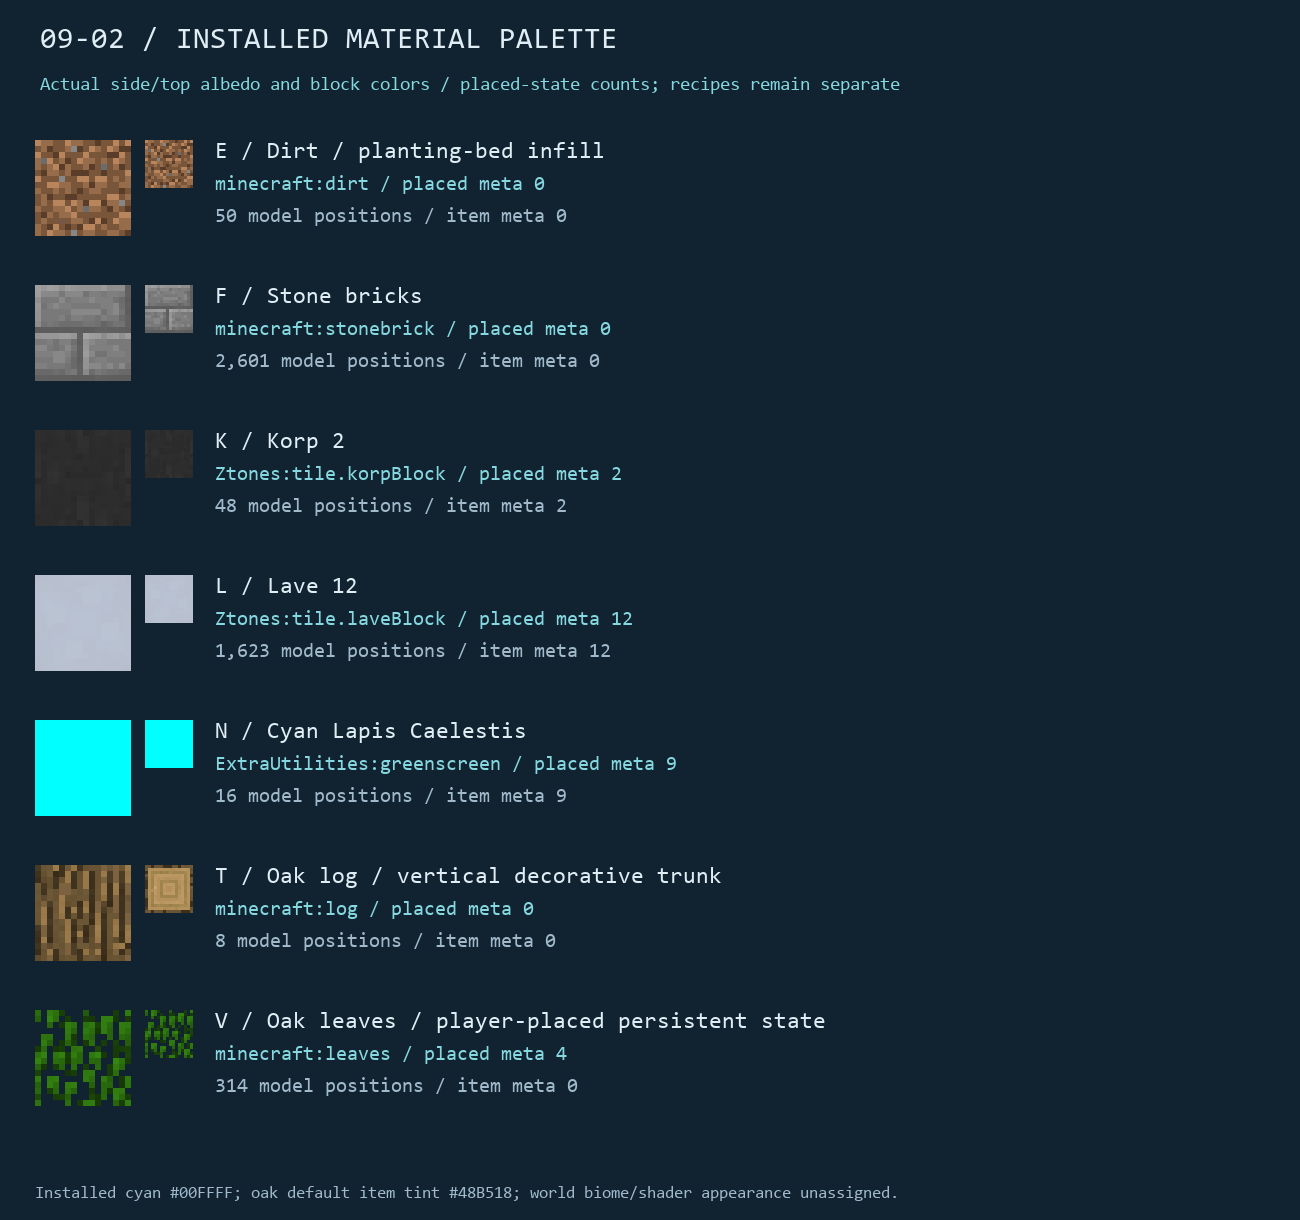 09-02 / INSTALLED MATERIAL PALETTE
Actual side/top albedo and block colors / placed-state counts; recipes remain separate
E / Dirt / planting-bed infill
minecraft:dirt / placed meta 0
50 model positions / item meta 0
F / Stone bricks
minecraft:stonebrick / placed meta 0
2,601 model positions / item meta 0
K / Korp 2
Ztones:tile.korpBlock / placed meta 2
48 model positions / item meta 2
L / Lave 12
Ztones:tile.laveBlock / placed meta 12
1,623 model positions / item meta 12
N / Cyan Lapis Caelestis
ExtraUtilities:greenscreen / placed meta 9
16 model positions / item meta 9
T / Oak log / vertical decorative trunk
minecraft:log / placed meta 0
8 model positions / item meta 0
V / Oak leaves / player-placed persistent state
minecraft:leaves / placed meta 4
314 model positions / item meta 0
Installed cyan #00FFFF; oak default item tint #48B518; world biome/shader appearance unassigned.